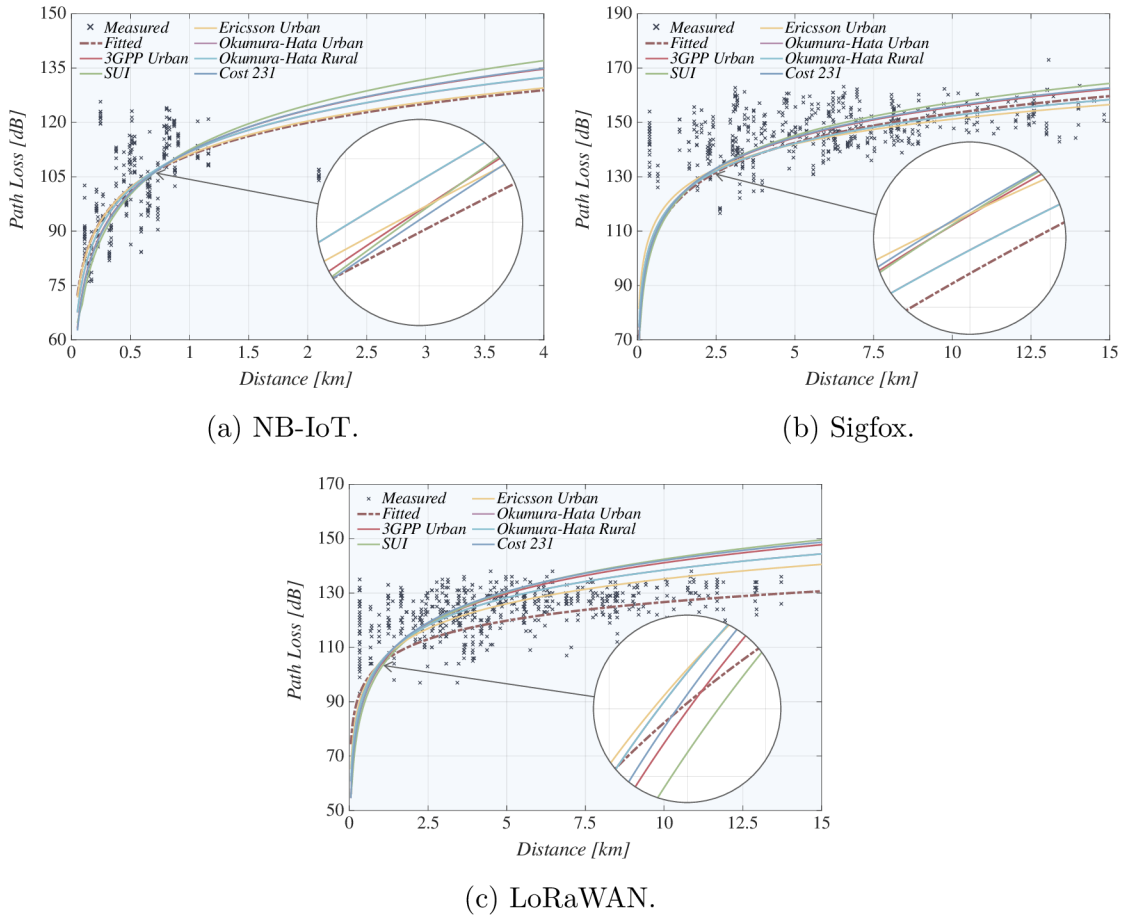 150
135
120
105
90
75
60
Path Loss [dB]
Measured
Fitted
3GPP Urban
SUI
Ericsson Urban
Okumura-Hata Urban
Okumura-Hata Rural
Cost 231
0 0.5 1 1.5 2 2.5 3 3.5 4
Distance [km]
(a) NB-IoT.
190
170
150
130
110
90
70
Path Loss [dB]
Measured
Fitted
3GPP Urban
SUI
Ericsson Urban
Okumura-Hata Urban
Okumura-Hata Rural
Cost 231
0 2.5 5 7.5 10 12.5 15
Distance [km]
(b) Sigfox.
170
150
130
110
90
70
50
Path Loss [dB]
Measured
Fitted
3GPP Urban
SUI
Ericsson Urban
Okumura-Hata Urban
Okumura-Hata Rural
Cost 231
0 2.5 5 7.5 10 12.5 15
Distance [km]
(c) LoRaWAN.